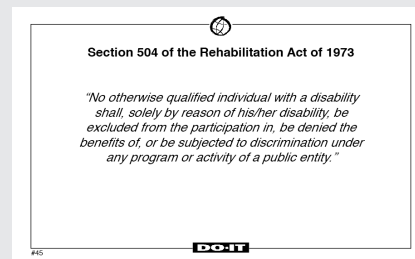 Section 504 of the Rehabilitation Act of 1973
“No otherwise qualified individual with a disability
shall, solely by reason of his/her disability, be
excluded from the participation in, be denied the
benefits of, or be subjected to discrimination under
any program or activity of a public entity.”
DO-IT
#45